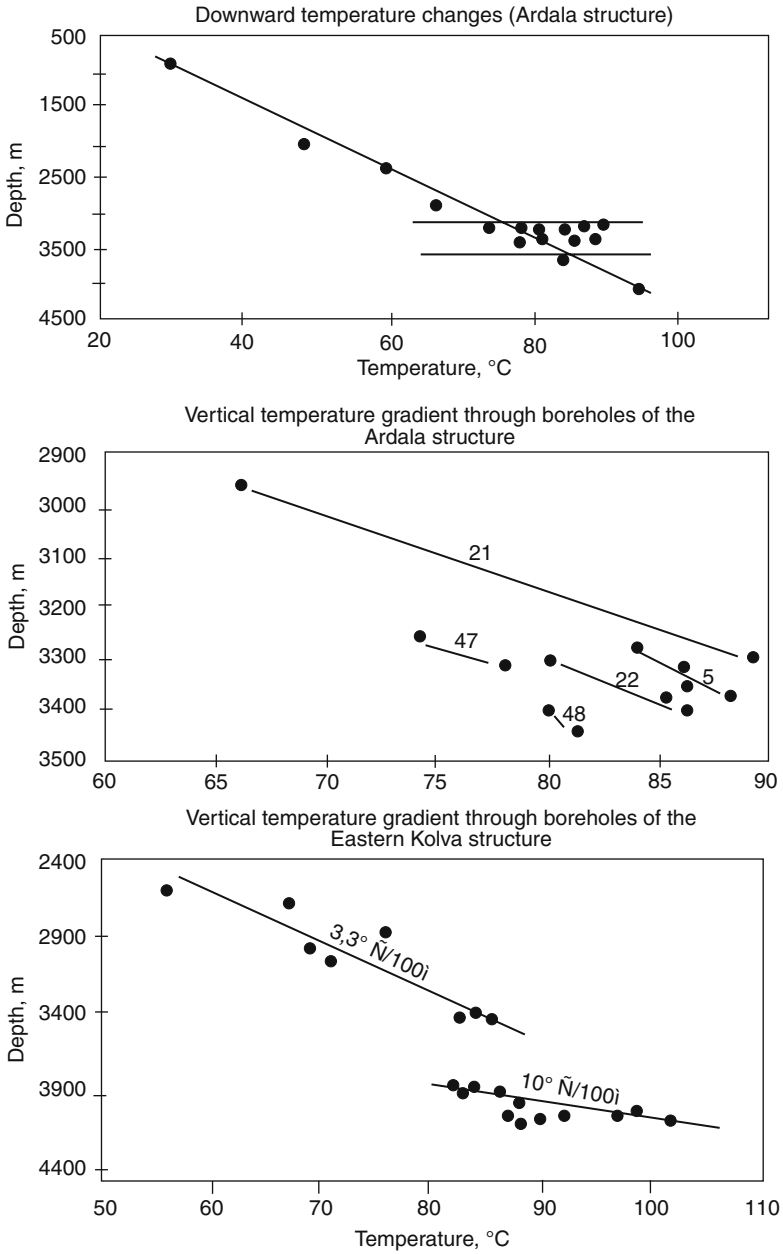 Downward temperature changes (Ardala structure)
500
1500
2500
3500
4500
Depth, m
20 40 60 80 100
Temperature, °C
Vertical temperature gradient through boreholes of the
Ardala structure
2900
3000
3100
3200
3300
3400
3500
Depth, m
21
47
22
5
48
60 65 70 75 80 85 90
Vertical temperature gradient through boreholes of the
Eastern Kolva structure
2400
2900
3400
3900
4400
Depth, m
3,3° Ñ/100ì
10° Ñ/100ì
50 60 70 80 90 100 110
Temperature, °C